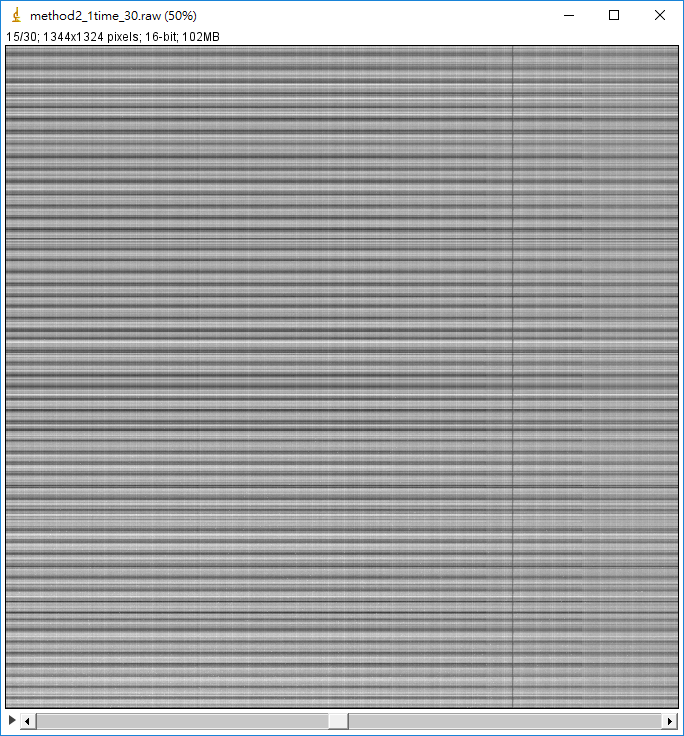 method2_1time_30.raw (50%)
15/30; 1344x1324 pixels; 16-bit; 102MB